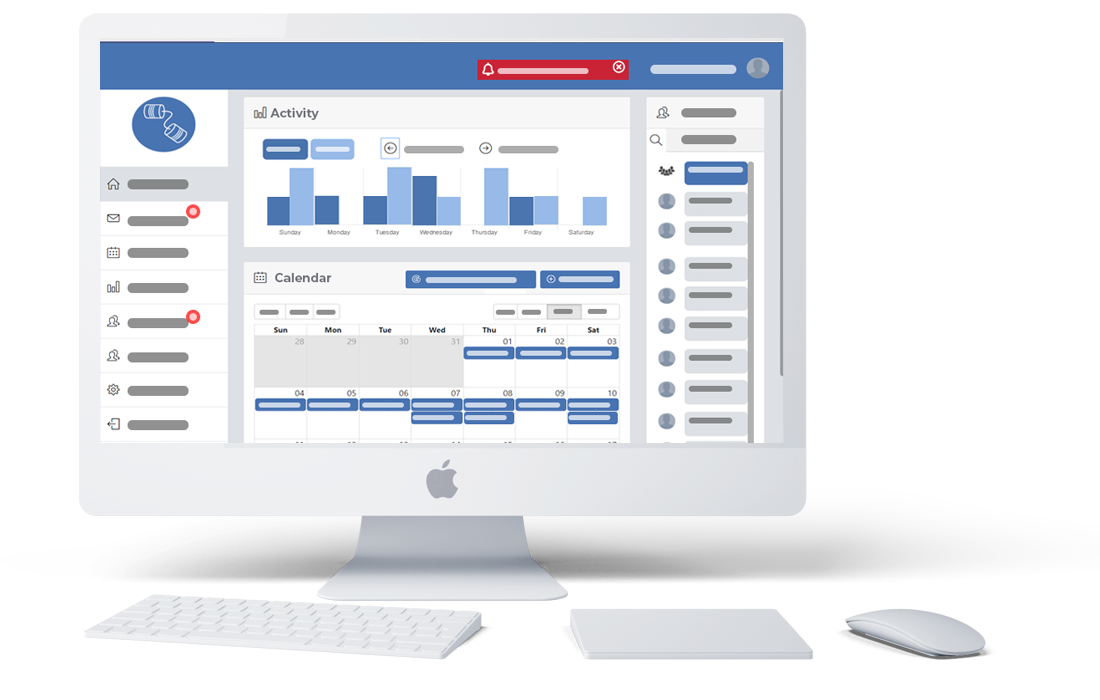 Activity
Sunday Monday Tuesday Wednesday Thursday Friday Saturday
Calendar
Sun Mon Tue Wed Thu Fri Sat
28 29 30 31 01 02 03
04 05 06 07 08 09 10